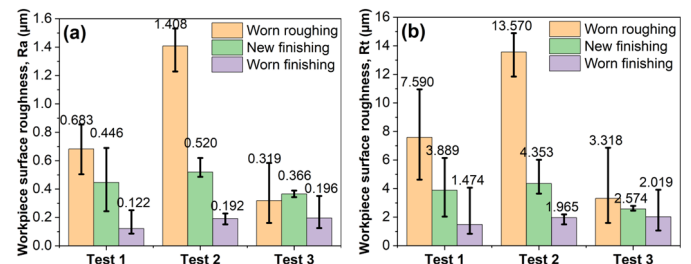 Workpiece surface roughness, Ra (μm)
(a)
1.6
1.4
1.2
1.0
0.8
0.6
0.4
0.2
0.0
Worn roughing
New finishing
Worn finishing
0.683
0.446
0.122
1.408
0.520
0.192
0.319
0.366
0.196
Test 1
Test 2
Test 3
Workpiece surface roughness, Rt (μm)
(b)
16
14
12
10
8
6
4
2
0
Worn roughing
New finishing
Worn finishing
7.590
3.889
1.474
13.570
4.353
1.965
3.318
2.574
2.019
Test 1
Test 2
Test 3